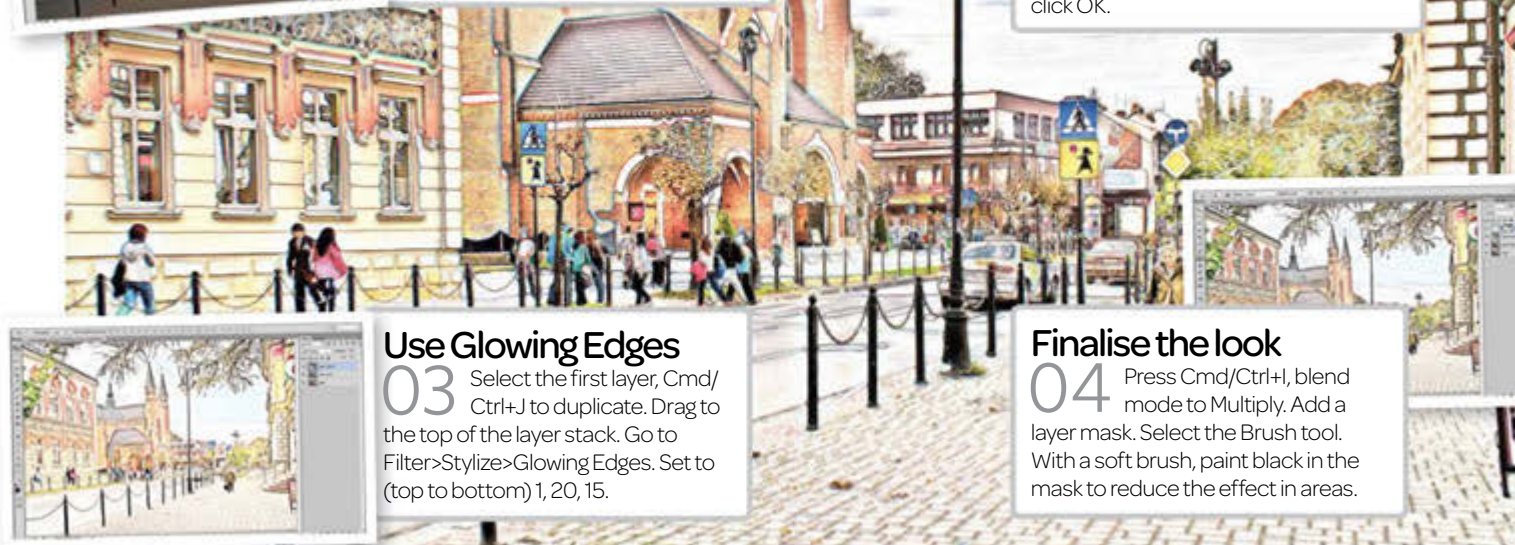 click OK.
Use Glowing Edges
03 Select the first layer, Cmd/
Ctrl+J to duplicate. Drag to
the top of the layer stack. Go to
Filter>Stylize>Glowing Edges. Set to
(top to bottom) 1, 20, 15.
Finalise the look
04 Press Cmd/Ctrl+I, blend
mode to Multiply. Add a
layer mask. Select the Brush tool.
With a soft brush, paint black in the
mask to reduce the effect in areas.